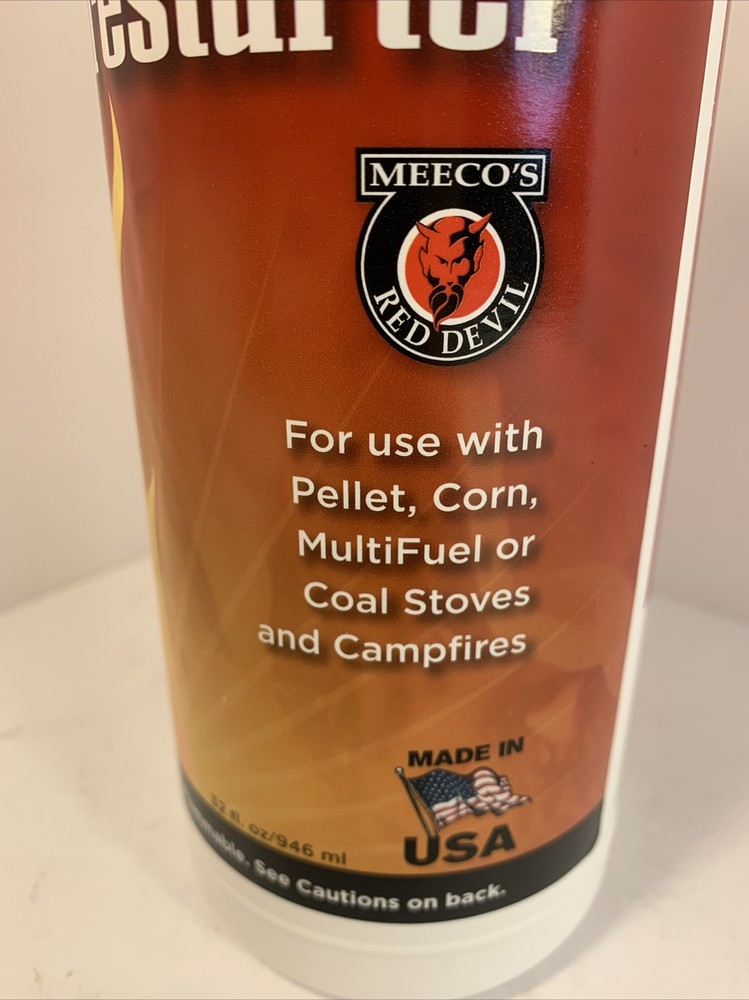 estarter
MEECO'S
RED DEVIL
For use with
Pellet, Corn,
MultiFuel or
Coal Stoves
and Campfires
MADE IN
USA
32 fl. oz/946 ml
See Cautions on back.